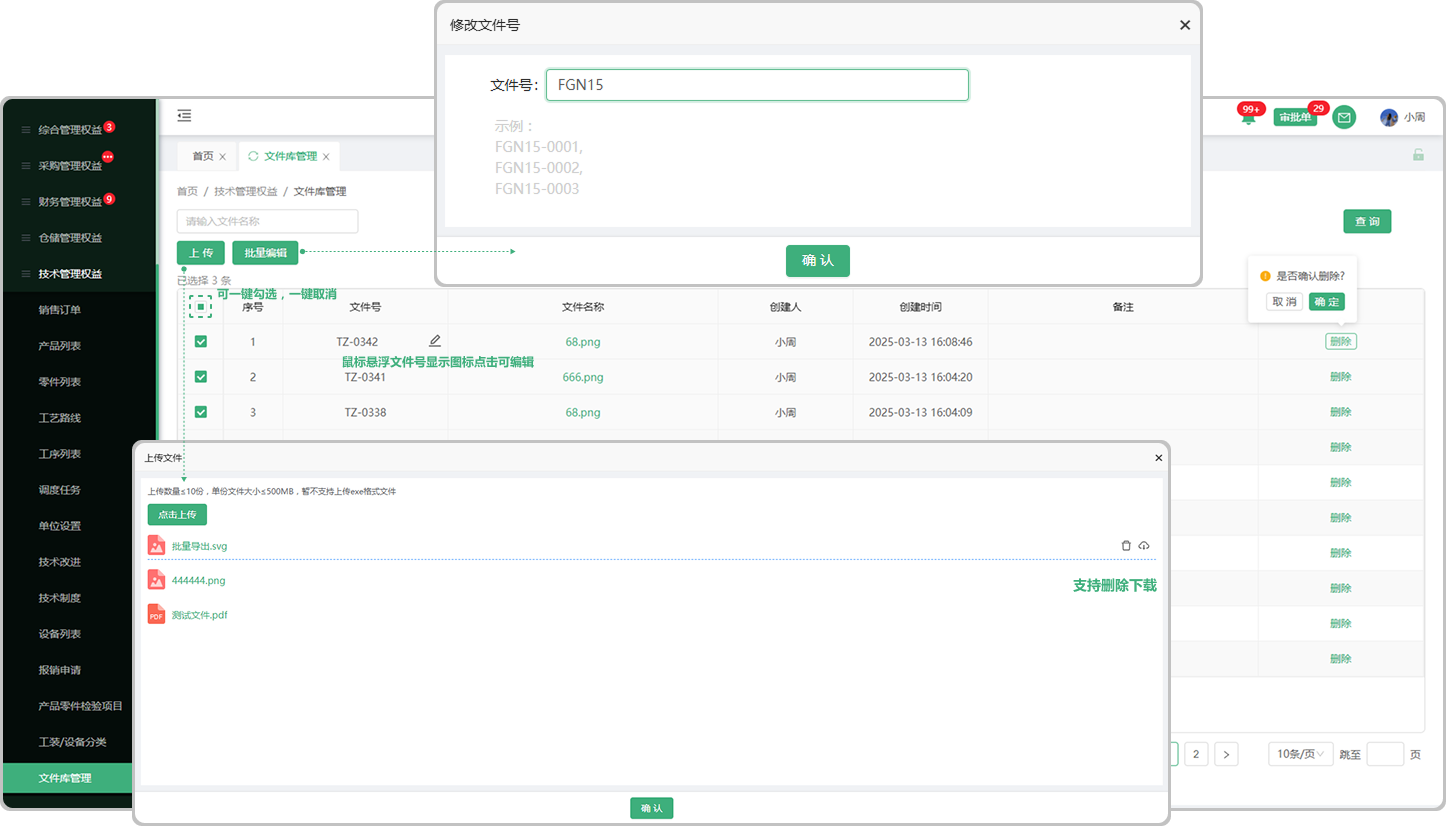 修改文件号
文件号：
FGN15
示例：
FGN15-0001,
FGN15-0002,
FGN15-0003
确 认
综合管理权益 3
采购管理权益
财务管理权益 9
仓储管理权益
技术管理权益
销售订单
产品列表
零件列表
工艺路线
工序列表
调度任务
单位设置
技术改进
技术制度
设备列表
报销申请
产品零件检验项目
工装/设备分类
文件库管理
99+ 审批单 29 小周
首页 文件库管理
首页 / 技术管理权益 / 文件库管理
请输入文件名称
查 询
上 传 批量编辑
已选择 3 条
可一键勾选，一键取消
是否确认删除?
取 消 确 定
序号 文件号 文件名称 创建人 创建时间 备注
1 TZ-0342 68.png 小周 2025-03-13 16:08:46 删除
鼠标悬浮文件号显示图标点击可编辑
2 TZ-0341 666.png 小周 2025-03-13 16:04:20 删除
3 TZ-0338 68.png 小周 2025-03-13 16:04:09 删除
删除
删除
删除
删除
删除
删除
删除
2 > 10条/页 跳至 页
上传文件
上传数量≤10份，单份文件大小≤500MB，暂不支持上传exe格式文件
点击上传
批量导出.svg
444444.png
支持删除下载
PDF 测试文件.pdf
确 认